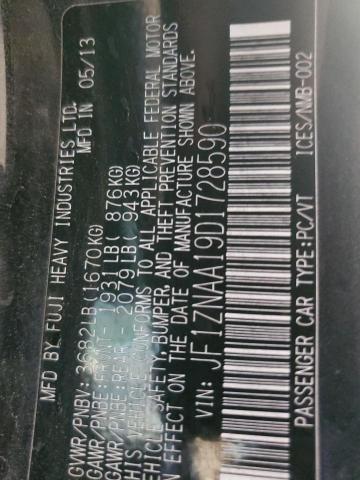 MFD BY FUJI HEAVY INDUSTRIES LTD.
MFD IN 05/13
GVWR/PNBV: 3682LB(1670KG)
GAWR/PNBE:FR/AVT- 1931LB( 876KG)
GAWR/PNBE:REAR - 2079LB( 943KG)
THIS VEHICLE CONFORMS TO ALL APPLICABLE FEDERAL MOTOR
VEHICLE SAFETY, BUMPER, AND THEFT PREVENTION STANDARDS
IN EFFECT ON THE DATE OF MANUFACTURE SHOWN ABOVE.
VIN: JF1ZNAA19D1728590
PASSENGER CAR TYPE:PC/VT ICES/NMB-002